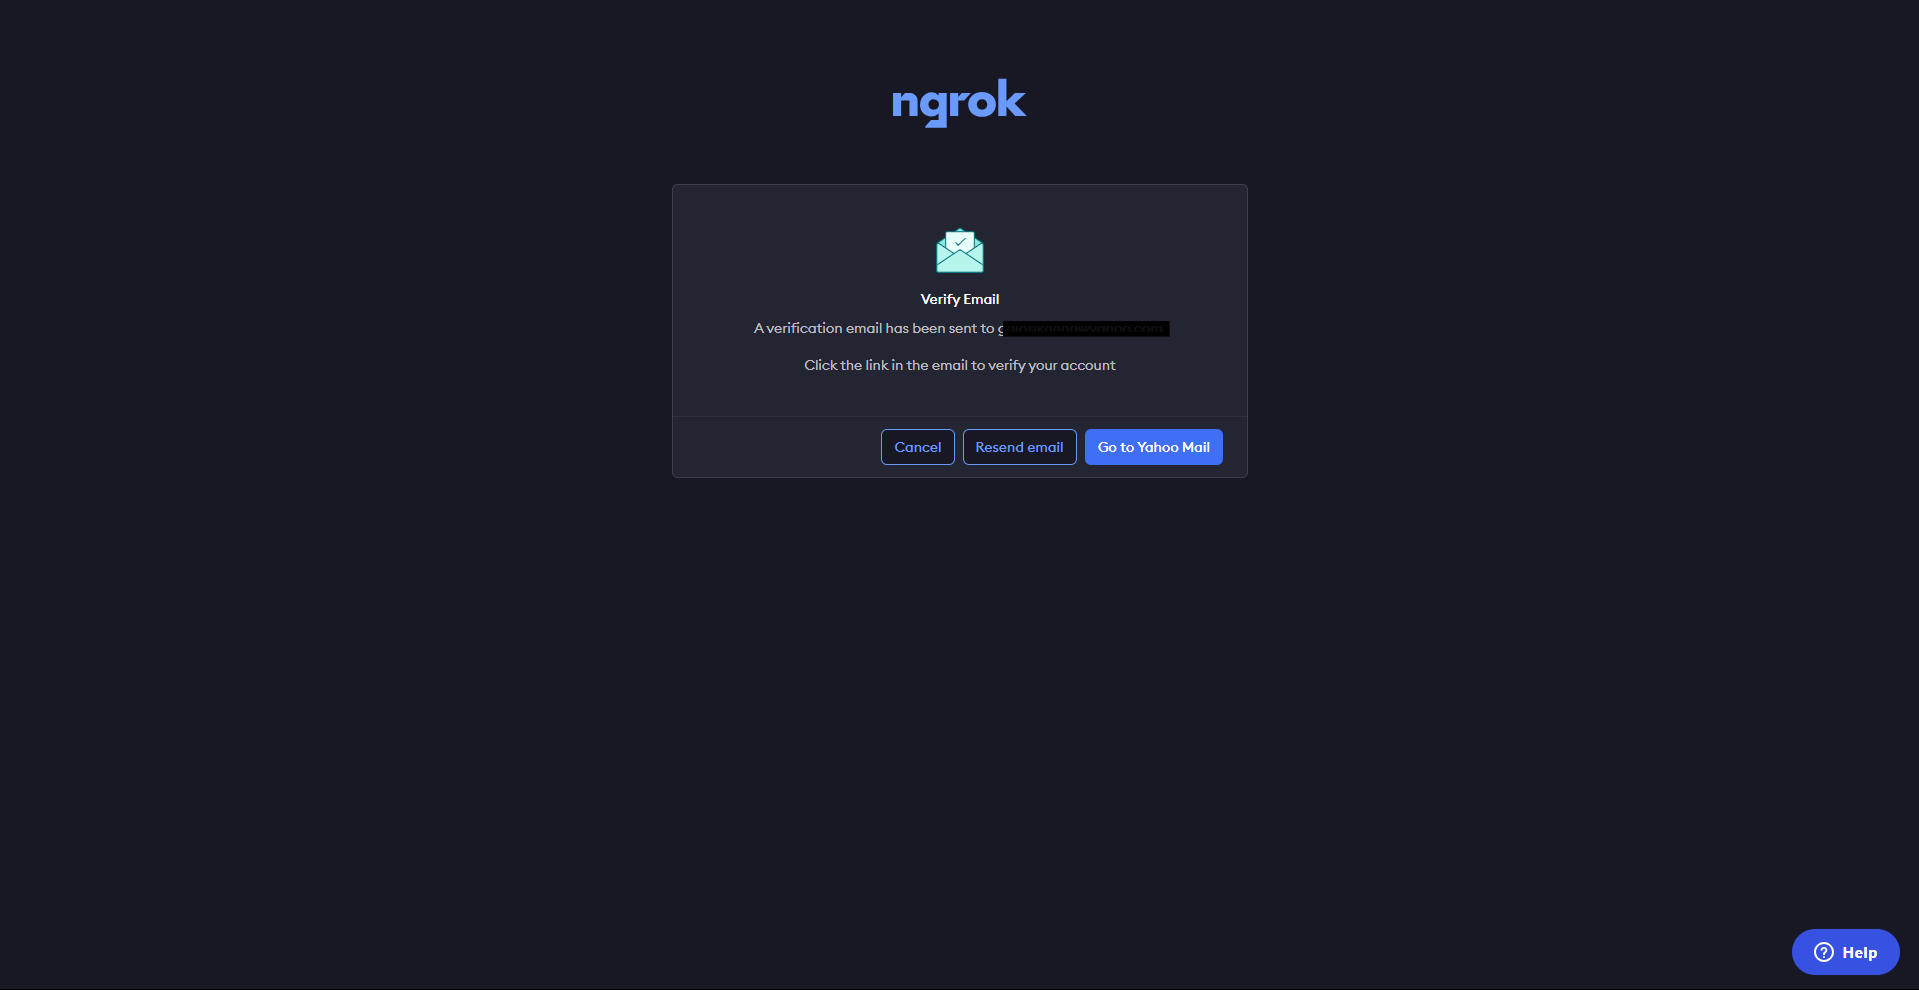 ngrok
Verify Email
A verification email has been sent to
Click the link in the email to verify your account
Cancel
Resend email
Go to Yahoo Mail
Help